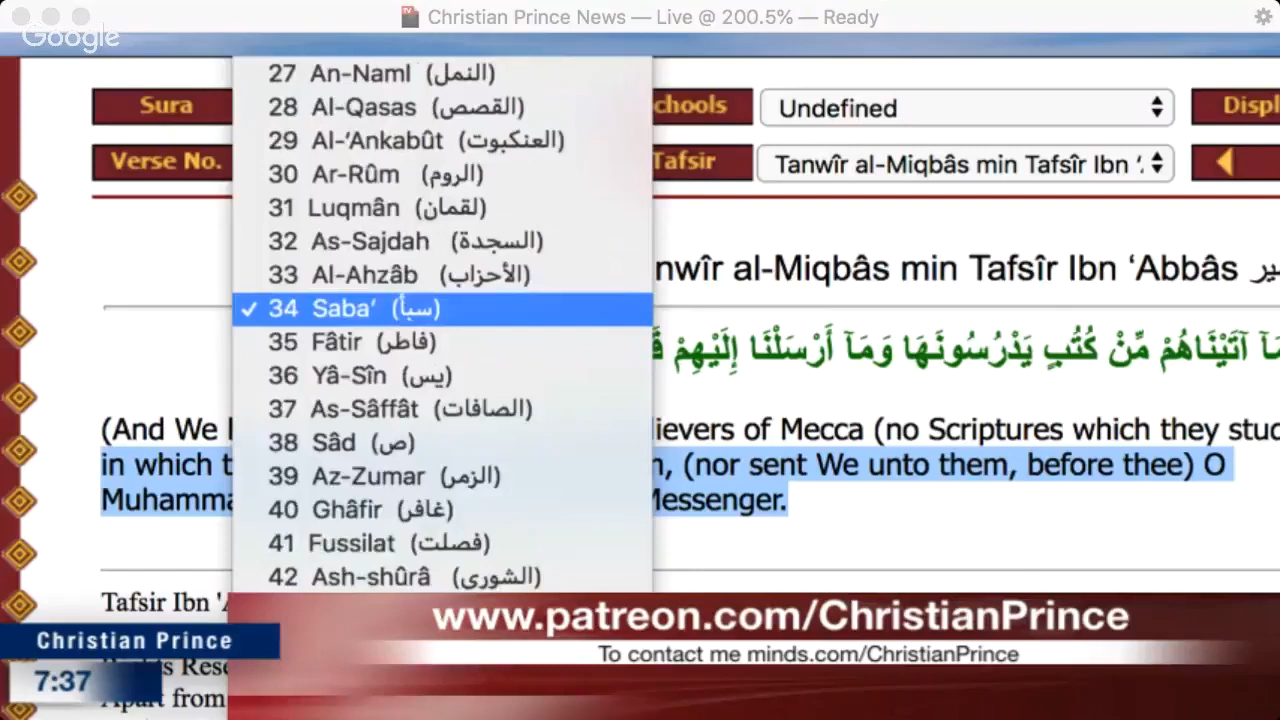 Christian Prince News — Live @ 200.5% — Ready
Google
Sura
Verse No.
27 An-Naml (النمل)
28 Al-Qasas (القصص)
29 Al-‘Ankabût (العنكبوت)
30 Ar-Rûm (الروم)
31 Luqmân (لقمان)
32 As-Sajdah (السجدة)
33 Al-Ahzâb (الأحزاب)
✓ 34 Saba’ (سبأ)
35 Fâtir (فاطر)
36 Yâ-Sîn (يس)
37 As-Sâffât (الصافات)
38 Sâd (ص)
39 Az-Zumar (الزمر)
40 Ghâfir (غافر)
41 Fussilat (فصلت)
42 Ash-shûrâ (الشورى)
chools Undefined Displ
Tafsir Tanwîr al-Miqbâs min Tafsîr Ibn ‘.
nwîr al-Miqbâs min Tafsîr Ibn ‘Abbâs
مَآ آتَيْنَاهُمْ مِّنْ كُتُبٍ يَدْرُسُونَهَا وَمَآ أَرْسَلْنَا إِلَيْهِمْ قَ
(And We lievers of Mecca (no Scriptures which they stud
in which t , (nor sent We unto them, before thee) O
Muhamma Messenger.
Tafsir Ibn '
ts Rese
Apart from
www.patreon.com/ChristianPrince
To contact me minds.com/ChristianPrince
Christian Prince
7:37